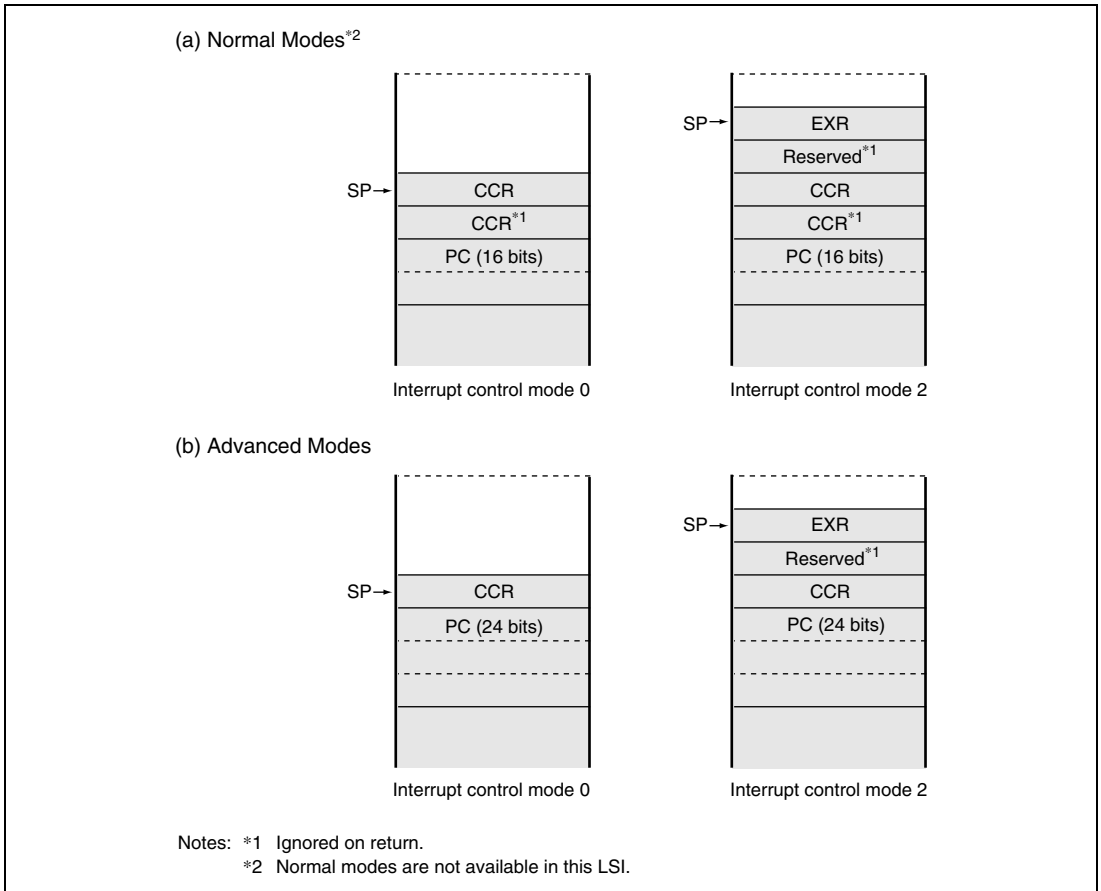 (a) Normal Modes*2
SP
CCR
CCR*1
PC (16 bits)
Interrupt control mode 0
SP
EXR
Reserved*1
CCR
CCR*1
PC (16 bits)
Interrupt control mode 2
(b) Advanced Modes
SP
CCR
PC (24 bits)
Interrupt control mode 0
SP
EXR
Reserved*1
CCR
PC (24 bits)
Interrupt control mode 2
Notes: *1 Ignored on return.
*2 Normal modes are not available in this LSI.